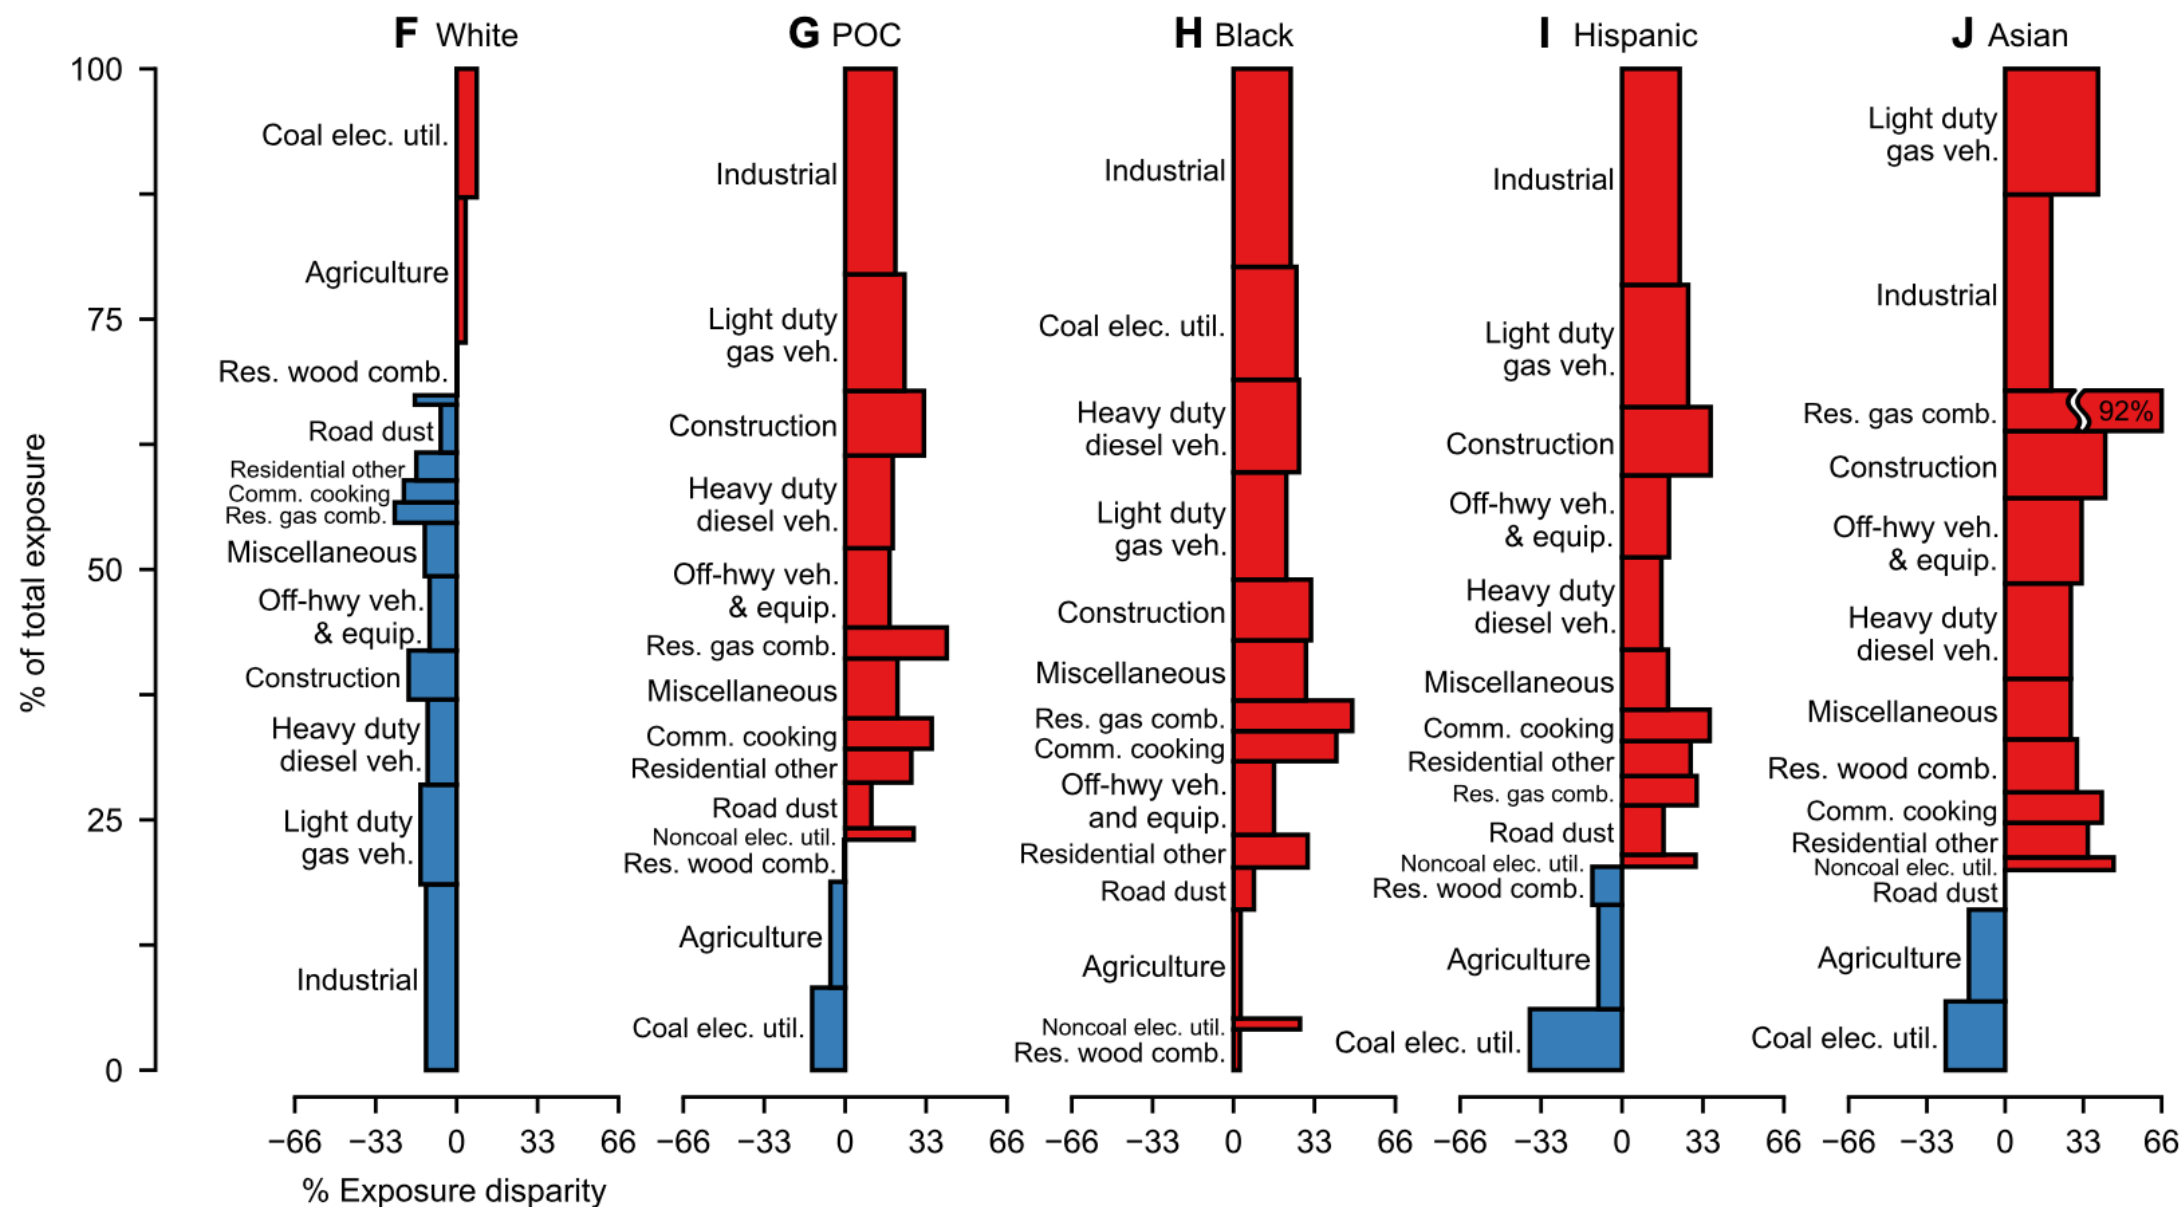 F White
G POC
H Black
I Hispanic
J Asian
% of total exposure
100
75
50
25
0
Coal elec. util.
Agriculture
Res. wood comb.
Road dust
Residential other
Comm. cooking
Res. gas comb.
Miscellaneous
Off-hwy veh.
& equip.
Construction
Heavy duty
diesel veh.
Light duty
gas veh.
Industrial
−66 −33 0 33 66
% Exposure disparity
Industrial
Light duty
gas veh.
Construction
Heavy duty
diesel veh.
Off-hwy veh.
& equip.
Res. gas comb.
Miscellaneous
Comm. cooking
Residential other
Road dust
Noncoal elec. util.
Res. wood comb.
Agriculture
Coal elec. util.
−66 −33 0 33 66
Industrial
Coal elec. util.
Heavy duty
diesel veh.
Light duty
gas veh.
Construction
Miscellaneous
Res. gas comb.
Comm. cooking
Off-hwy veh.
and equip.
Residential other
Road dust
Agriculture
Noncoal elec. util.
Res. wood comb.
−66 −33 0 33 66
Industrial
Light duty
gas veh.
Construction
Off-hwy veh.
& equip.
Heavy duty
diesel veh.
Miscellaneous
Comm. cooking
Residential other
Res. gas comb.
Road dust
Noncoal elec. util.
Res. wood comb.
Agriculture
Coal elec. util.
−66 −33 0 33 66
Light duty
gas veh.
Industrial
Res. gas comb. 92%
Construction
Off-hwy veh.
& equip.
Heavy duty
diesel veh.
Miscellaneous
Res. wood comb.
Comm. cooking
Residential other
Noncoal elec. util.
Road dust
Agriculture
Coal elec. util.
−66 −33 0 33 66